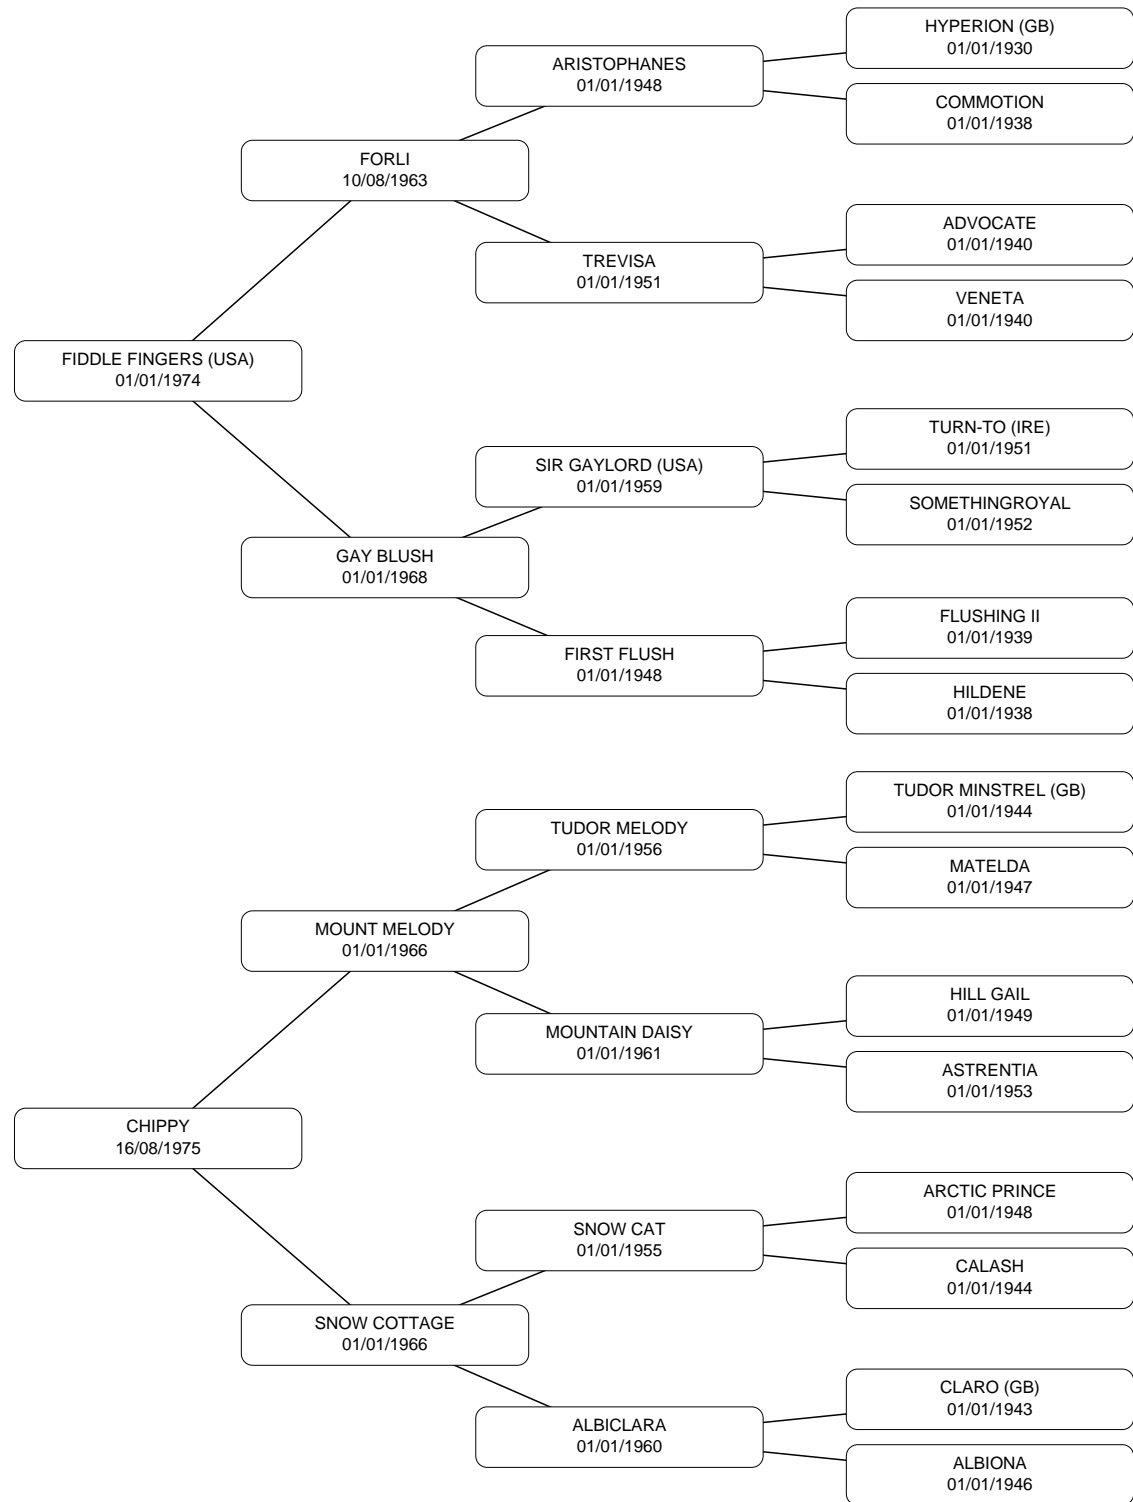 HYPERION (GB)
01/01/1930
ARISTOPHANES
01/01/1948
COMMOTION
01/01/1938
FORLI
10/08/1963
ADVOCATE
01/01/1940
TREVISA
01/01/1951
VENETA
01/01/1940
FIDDLE FINGERS (USA)
01/01/1974
TURN-TO (IRE)
01/01/1951
SIR GAYLORD (USA)
01/01/1959
SOMETHINGROYAL
01/01/1952
GAY BLUSH
01/01/1968
FLUSHING II
01/01/1939
FIRST FLUSH
01/01/1948
HILDENE
01/01/1938
TUDOR MINSTREL (GB)
01/01/1944
TUDOR MELODY
01/01/1956
MATELDA
01/01/1947
MOUNT MELODY
01/01/1966
HILL GAIL
01/01/1949
MOUNTAIN DAISY
01/01/1961
ASTRENTIA
01/01/1953
CHIPPY
16/08/1975
ARCTIC PRINCE
01/01/1948
SNOW CAT
01/01/1955
CALASH
01/01/1944
SNOW COTTAGE
01/01/1966
CLARO (GB)
01/01/1943
ALBICLARA
01/01/1960
ALBIONA
01/01/1946